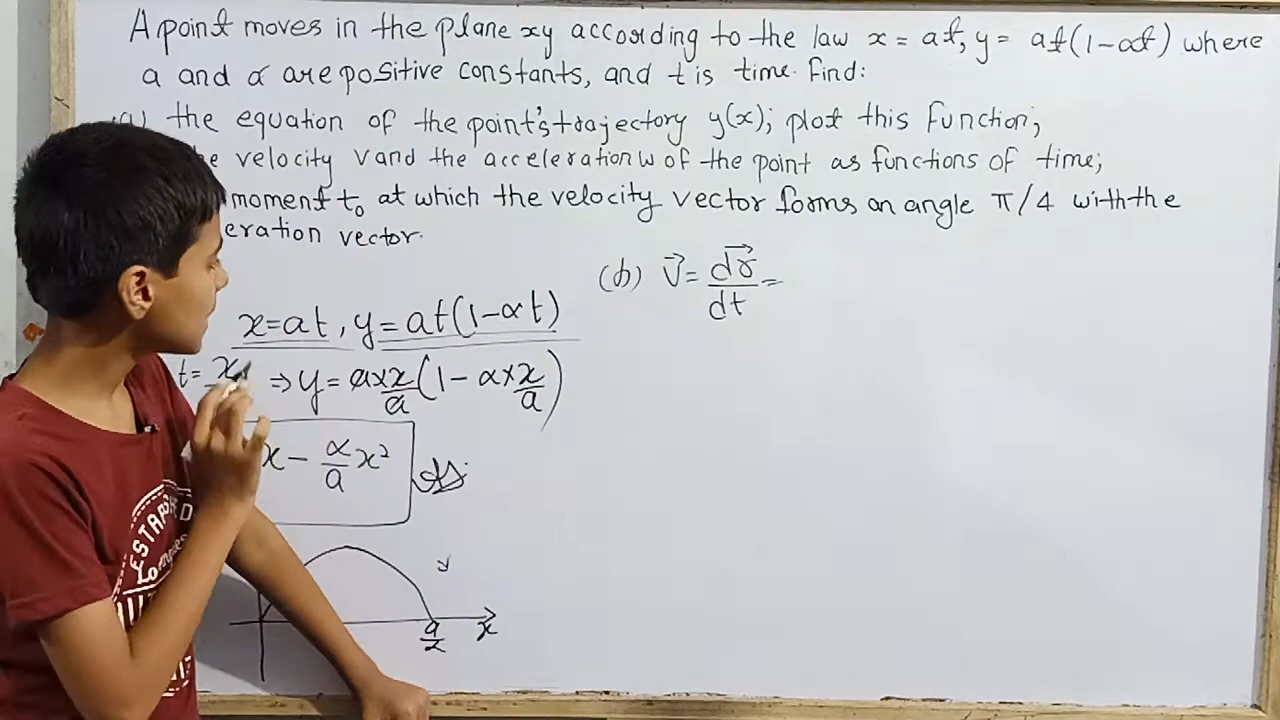 A point moves in the plane xy according to the law x = at, y = at(1-αt) where
a and α are positive constants, and t is time. Find:
the equation of the point's trajectory y(x); plot this function;
velocity v and the acceleration w of the point as functions of time;
moment t₀ at which the velocity vector forms an angle π/4 with the
eration vector.
(b) v⃗ = dr⃗/dt =
x=at, y=at(1-αt)
t= x ⇒ y = a×x/a (1 - α×x/a)
x - α/a x²
y
a/α x
ESTAP